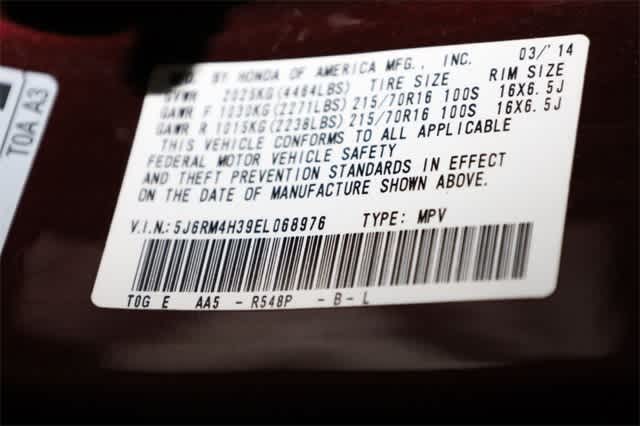 MFD. BY HONDA OF AMERICA MFG., INC. 03/'14
GVWR 2025KG(4464LBS) TIRE SIZE RIM SIZE
GAWR F 1030KG(2271LBS) 215/70R16 100S 16X6.5J
GAWR R 1015KG(2238LBS) 215/70R16 100S 16X6.5J
THIS VEHICLE CONFORMS TO ALL APPLICABLE
FEDERAL MOTOR VEHICLE SAFETY
AND THEFT PREVENTION STANDARDS IN EFFECT
ON THE DATE OF MANUFACTURE SHOWN ABOVE.
V.I.N.: 5J6RM4H39EL068976 TYPE: MPV
T0G E AA5 - R548P - B - L
T0A A3